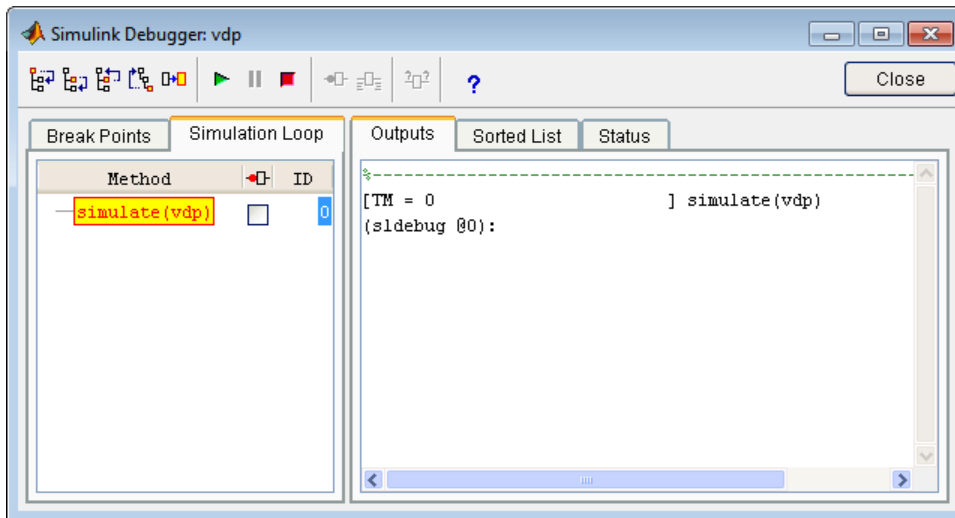 Simulink Debugger: vdp
Close
Break Points Simulation Loop
Outputs Sorted List Status
Method ID
simulate(vdp) 0
%----------------------------------------------------------------
[TM = 0 ] simulate(vdp)
(sldebug @0):